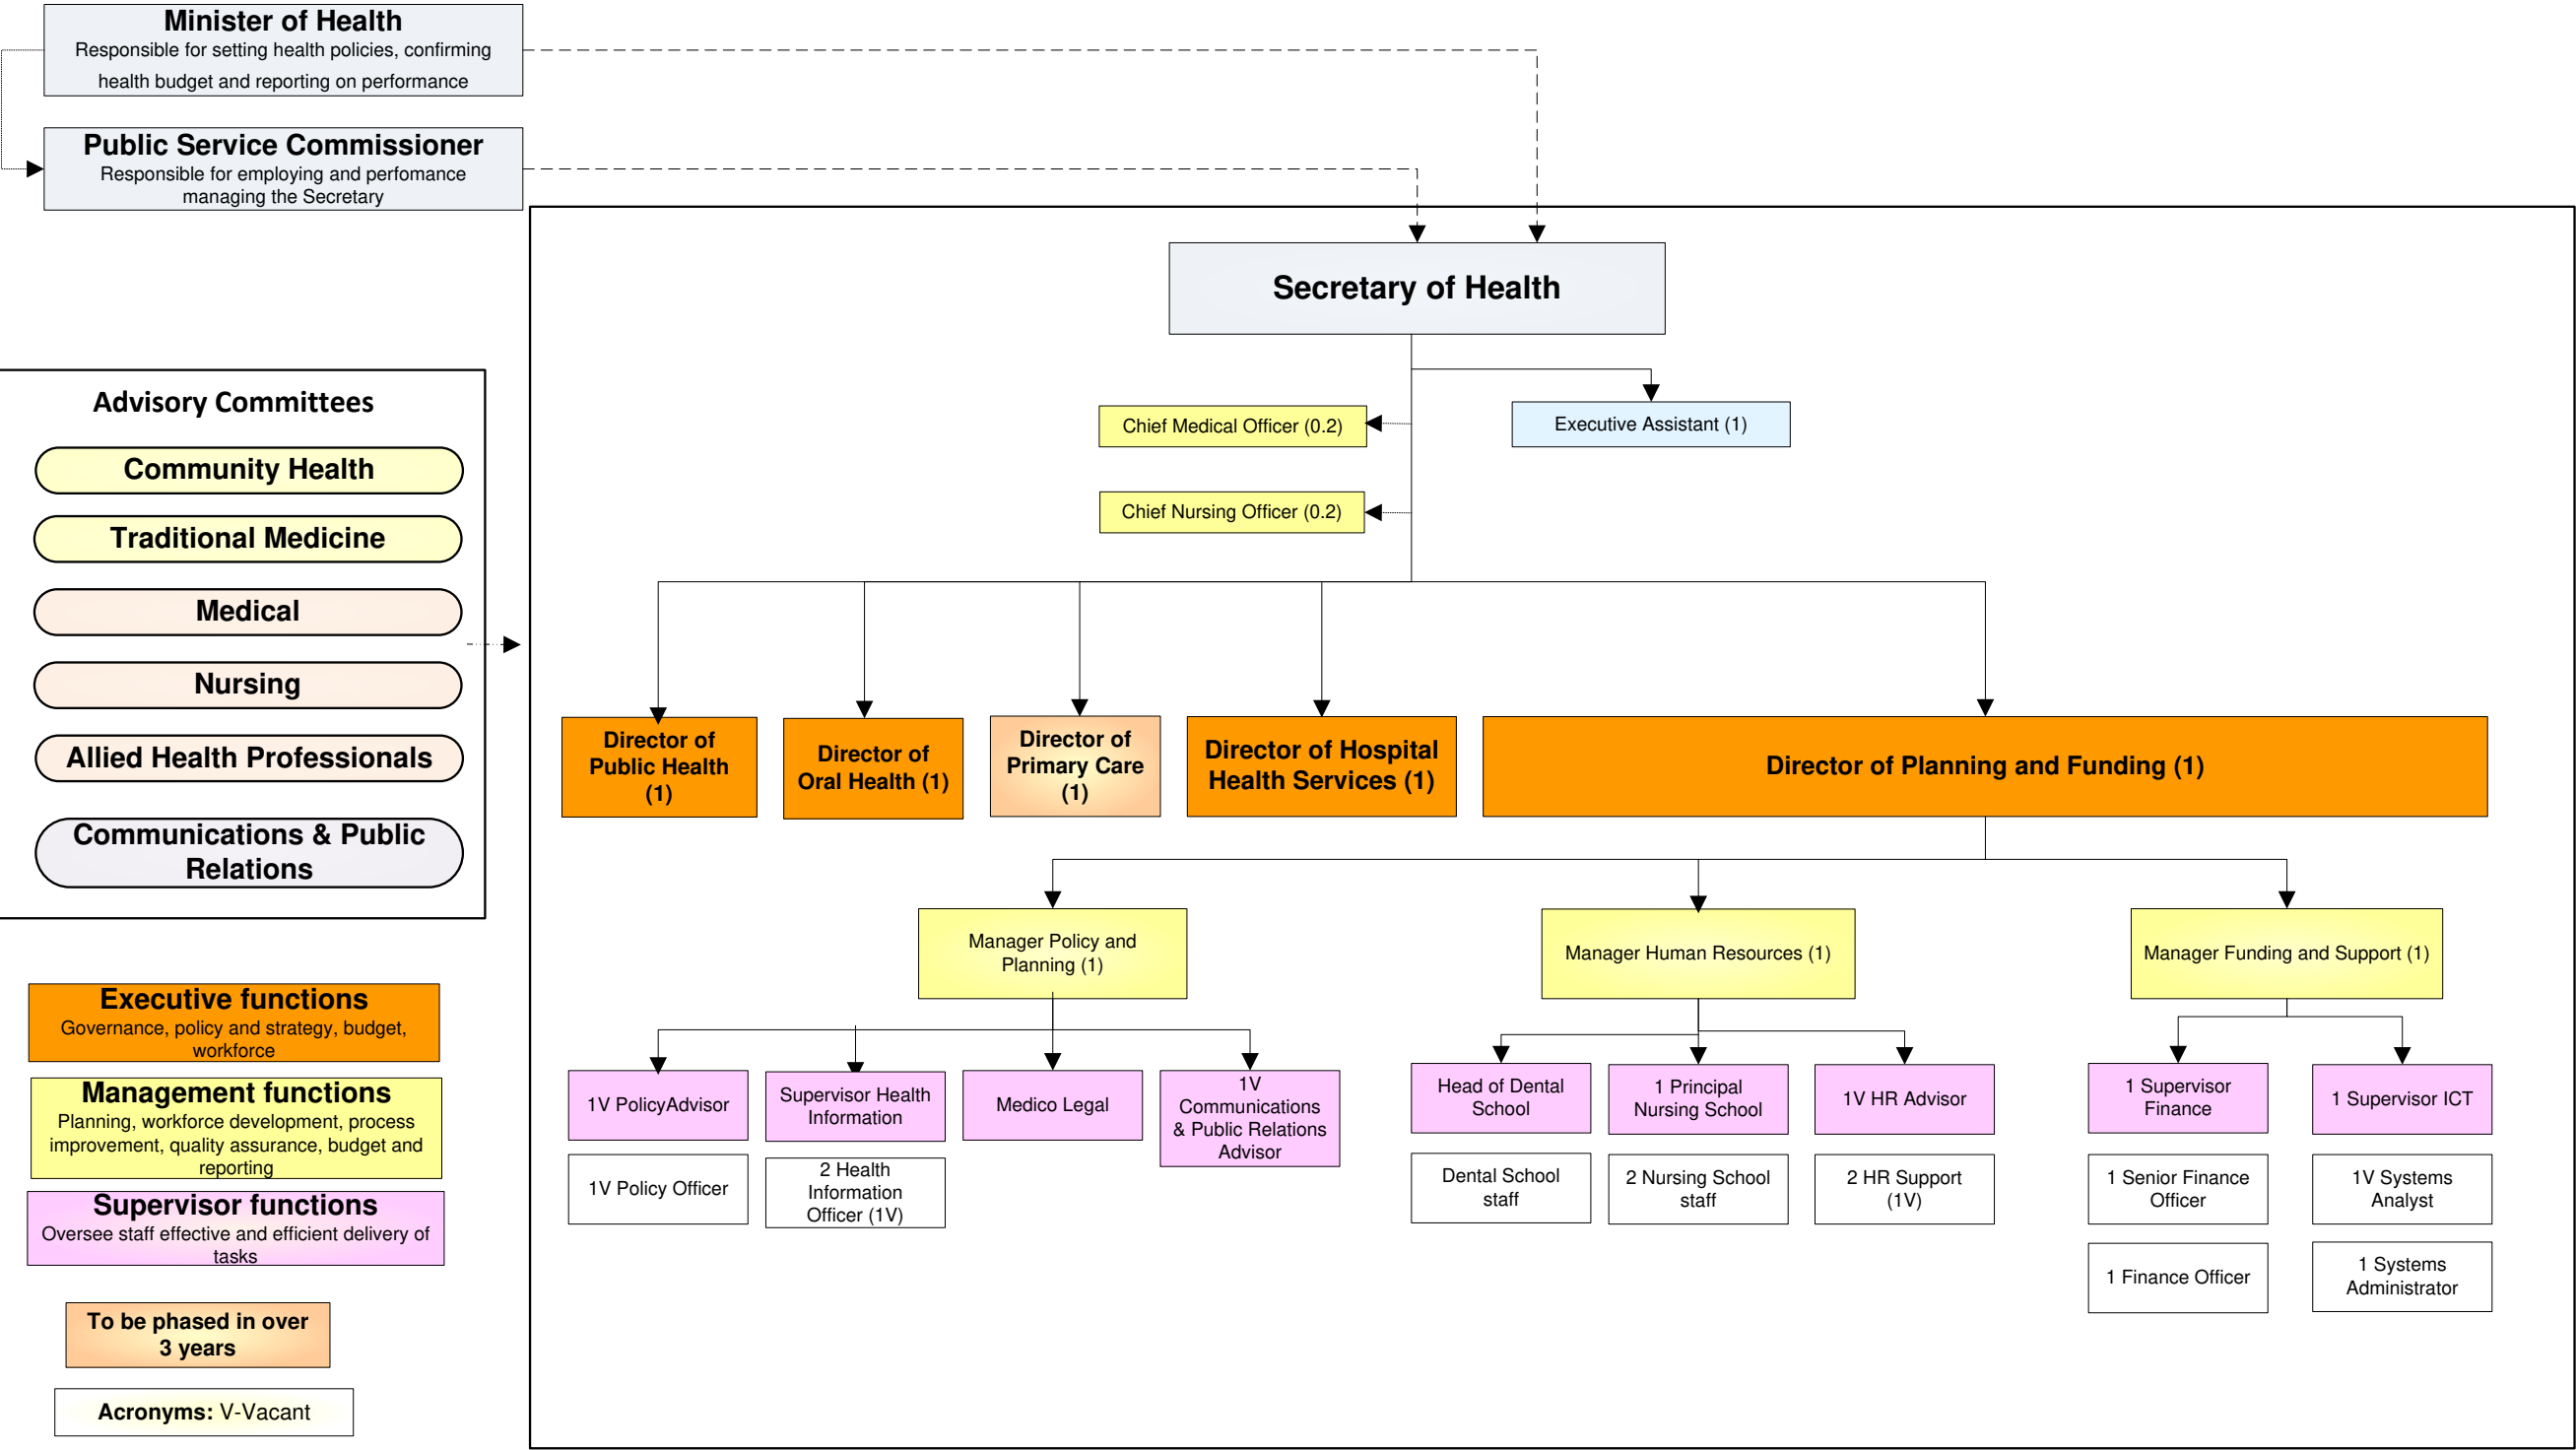 Minister of Health
Responsible for setting health policies, confirming
health budget and reporting on performance
Public Service Commissioner
Responsible for employing and perfomance
managing the Secretary
Secretary of Health
Advisory Committees
Community Health
Traditional Medicine
Medical
Nursing
Allied Health Professionals
Communications & Public
Relations
Chief Medical Officer (0.2)
Executive Assistant (1)
Chief Nursing Officer (0.2)
Director of
Public Health
(1)
Director of
Oral Health (1)
Director of
Primary Care
(1)
Director of Hospital
Health Services (1)
Director of Planning and Funding (1)
Manager Policy and
Planning (1)
Manager Human Resources (1)
Manager Funding and Support (1)
1V PolicyAdvisor
Supervisor Health
Information
Medico Legal
1V
Communications
& Public Relations
Advisor
Head of Dental
School
1 Principal
Nursing School
1V HR Advisor
1 Supervisor
Finance
1 Supervisor ICT
1V Policy Officer
2 Health
Information
Officer (1V)
Dental School
staff
2 Nursing School
staff
2 HR Support
(1V)
1 Senior Finance
Officer
1V Systems
Analyst
1 Finance Officer
1 Systems
Administrator
Executive functions
Governance, policy and strategy, budget,
workforce
Management functions
Planning, workforce development, process
improvement, quality assurance, budget and
reporting
Supervisor functions
Oversee staff effective and efficient delivery of
tasks
To be phased in over
3 years
Acronyms: V-Vacant